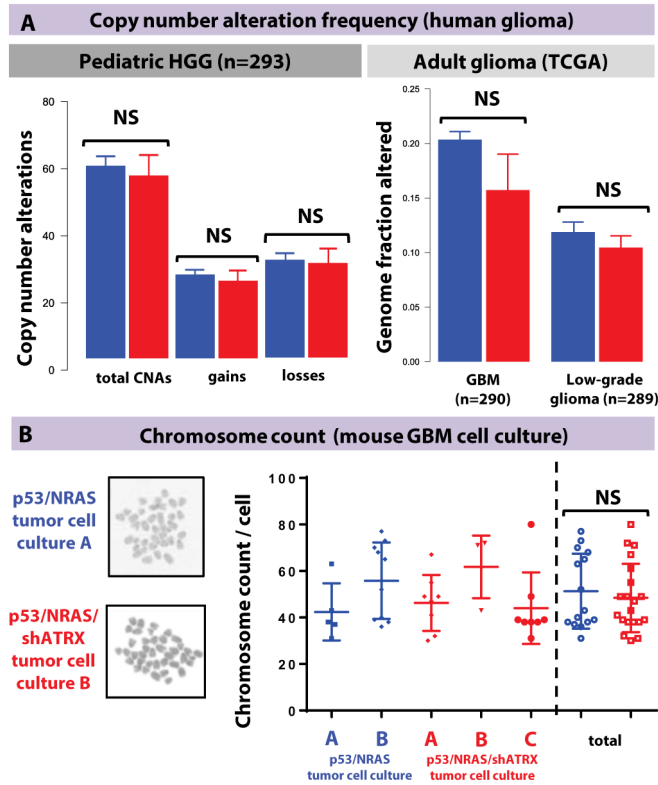 A
Copy number alteration frequency (human glioma)
Pediatric HGG (n=293)
Adult glioma (TCGA)
Copy number alterations
80
60
40
20
0
NS
NS
NS
total CNAs
gains
losses
Genome fraction altered
0.25
0.20
0.15
0.10
0.00
NS
NS
GBM
(n=290)
Low-grade
glioma (n=289)
B
Chromosome count (mouse GBM cell culture)
p53/NRAS
tumor cell
culture A
p53/NRAS/
shATRX
tumor cell
culture B
Chromosome count / cell
100
80
60
40
20
0
NS
A
B
A
B
C
p53/NRAS
tumor cell culture
p53/NRAS/shATRX
tumor cell culture
total